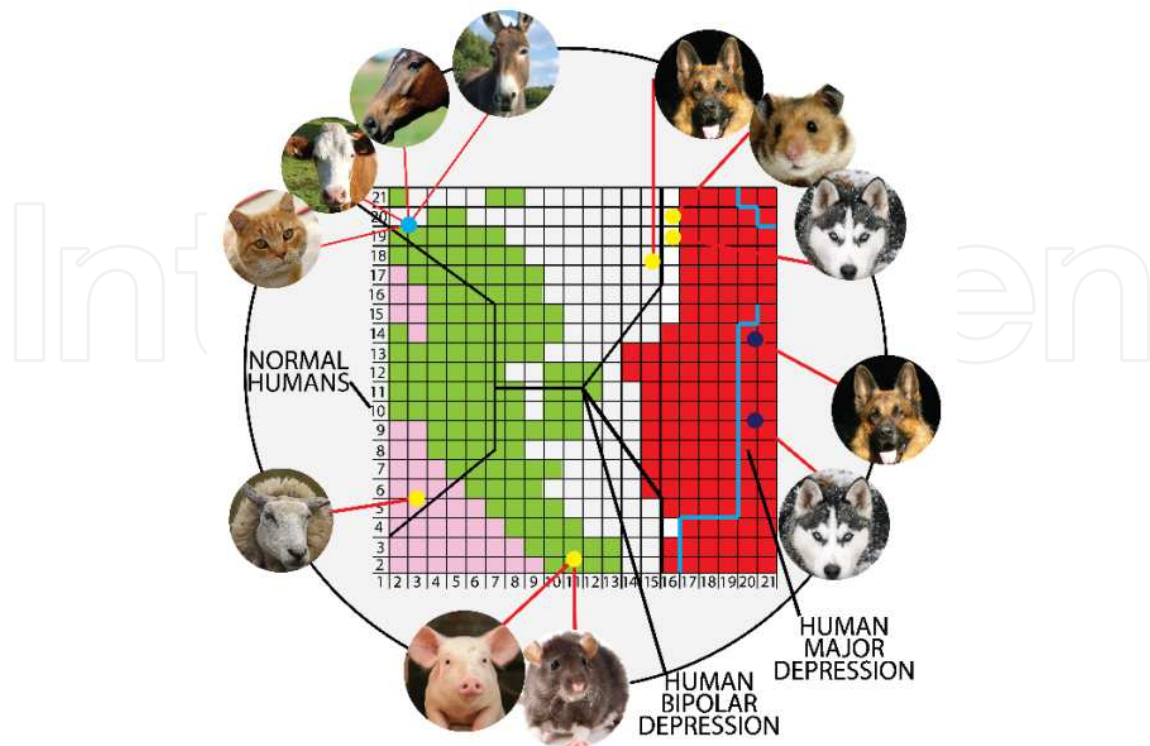 21
20
19
18
17
16
15
14
13
12
11
10
9
8
7
6
5
4
3
2
1 2 3 4 5 6 7 8 9 10 11 12 13 14 15 16 17 18 19 20 21
NORMAL
HUMANS
HUMAN
MAJOR
DEPRESSION
HUMAN
BIPOLAR
DEPRESSION